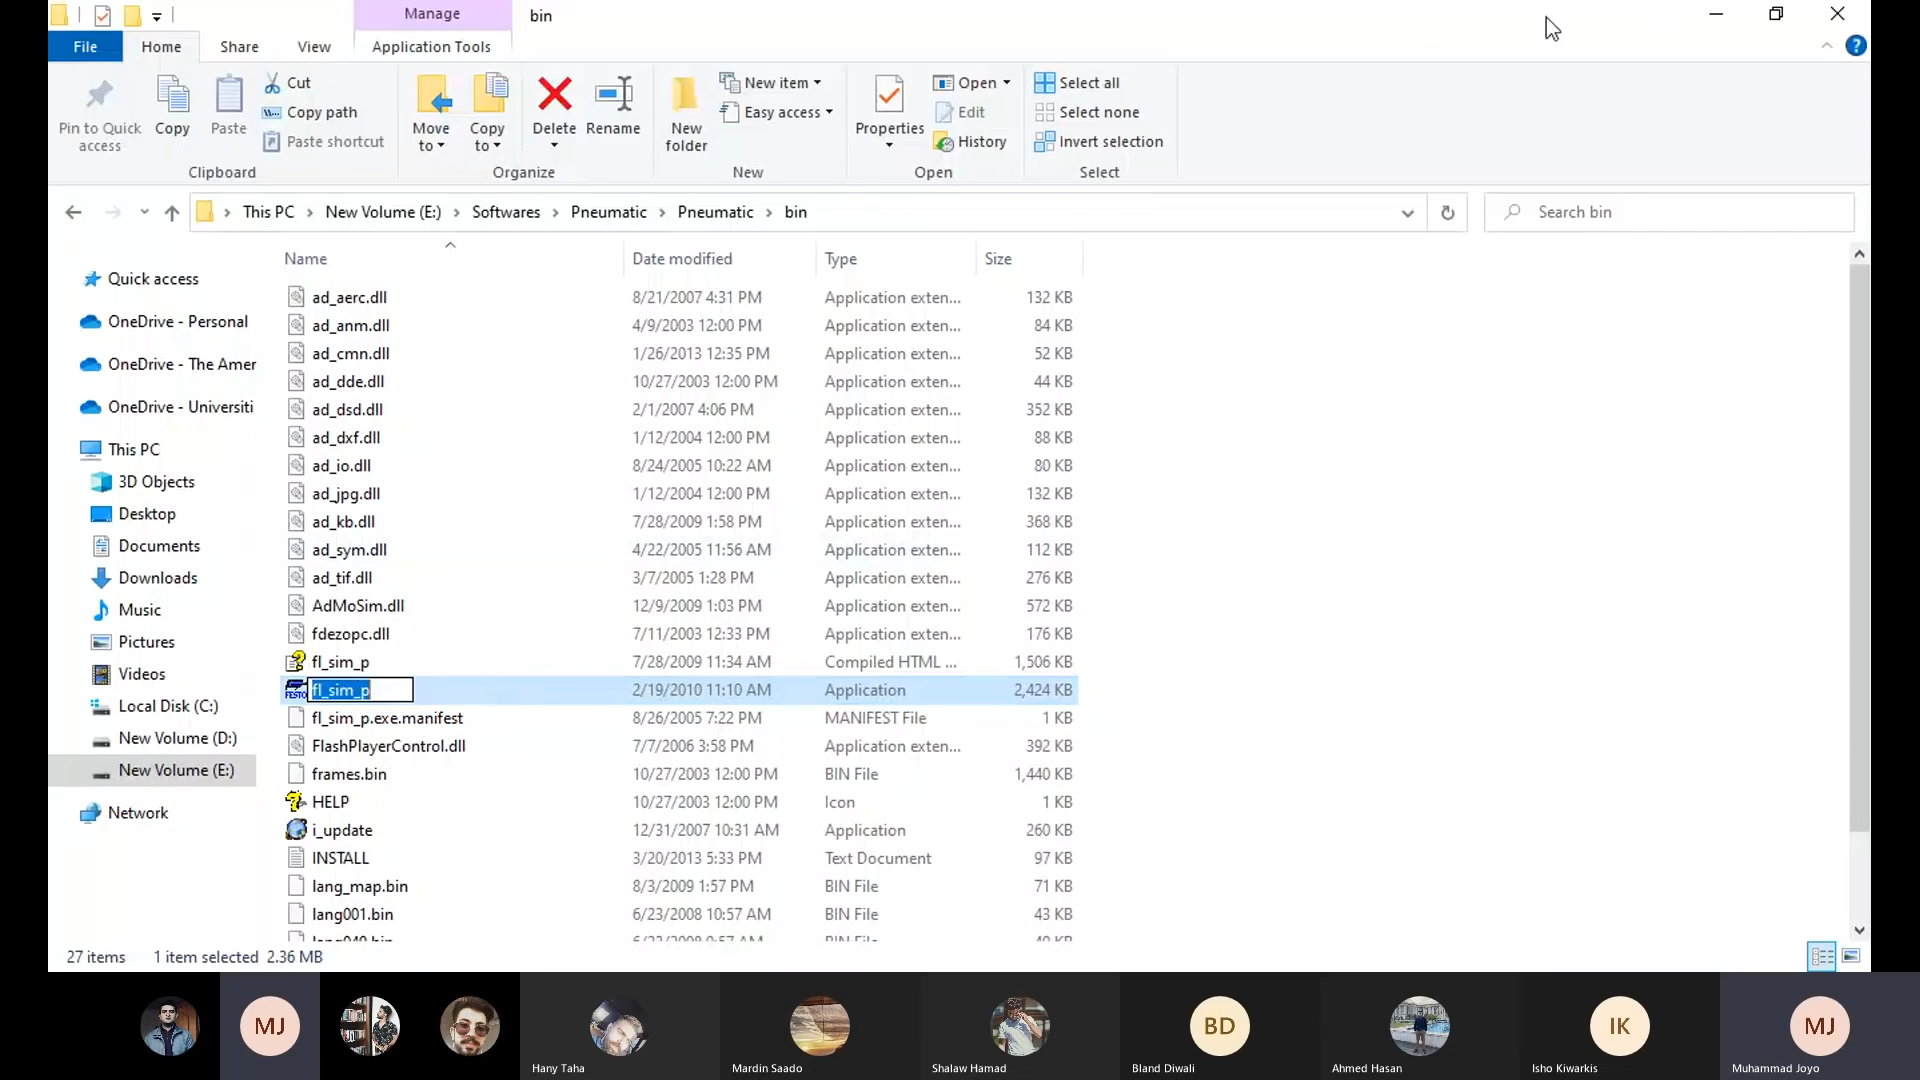 Manage
bin
File
Home
Share
View
Application Tools
Pin to Quick access
Copy
Paste
Cut
Copy path
Paste shortcut
Clipboard
Move to
Copy to
Delete
Rename
Organize
New folder
New item
Easy access
New
Properties
Open
Edit
History
Open
Select all
Select none
Invert selection
Select
This PC > New Volume (E:) > Softwares > Pneumatic > Pneumatic > bin
Search bin
Name Date modified Type Size
Quick access
OneDrive - Personal
OneDrive - The Amer
OneDrive - Universiti
This PC
3D Objects
Desktop
Documents
Downloads
Music
Pictures
Videos
Local Disk (C:)
New Volume (D:)
New Volume (E:)
Network
ad_aerc.dll 8/21/2007 4:31 PM Application exten... 132 KB
ad_anm.dll 4/9/2003 12:00 PM Application exten... 84 KB
ad_cmn.dll 1/26/2013 12:35 PM Application exten... 52 KB
ad_dde.dll 10/27/2003 12:00 PM Application exten... 44 KB
ad_dsd.dll 2/1/2007 4:06 PM Application exten... 352 KB
ad_dxf.dll 1/12/2004 12:00 PM Application exten... 88 KB
ad_io.dll 8/24/2005 10:22 AM Application exten... 80 KB
ad_jpg.dll 1/12/2004 12:00 PM Application exten... 132 KB
ad_kb.dll 7/28/2009 1:58 PM Application exten... 368 KB
ad_sym.dll 4/22/2005 11:56 AM Application exten... 112 KB
ad_tif.dll 3/7/2005 1:28 PM Application exten... 276 KB
AdMoSim.dll 12/9/2009 1:03 PM Application exten... 572 KB
fdezopc.dll 7/11/2003 12:33 PM Application exten... 176 KB
fl_sim_p 7/28/2009 11:34 AM Compiled HTML ... 1,506 KB
FESTO fl_sim_p 2/19/2010 11:10 AM Application 2,424 KB
fl_sim_p.exe.manifest 8/26/2005 7:22 PM MANIFEST File 1 KB
FlashPlayerControl.dll 7/7/2006 3:58 PM Application exten... 392 KB
frames.bin 10/27/2003 12:00 PM BIN File 1,440 KB
HELP 10/27/2003 12:00 PM Icon 1 KB
i_update 12/31/2007 10:31 AM Application 260 KB
INSTALL 3/20/2013 5:33 PM Text Document 97 KB
lang_map.bin 8/3/2009 1:57 PM BIN File 71 KB
lang001.bin 6/23/2008 10:57 AM BIN File 43 KB
27 items 1 item selected 2.36 MB
MJ
BD
IK
MJ
Hany Taha
Mardin Saado
Shalaw Hamad
Bland Diwali
Ahmed Hasan
Isho Kiwarkis
Muhammad Joyo